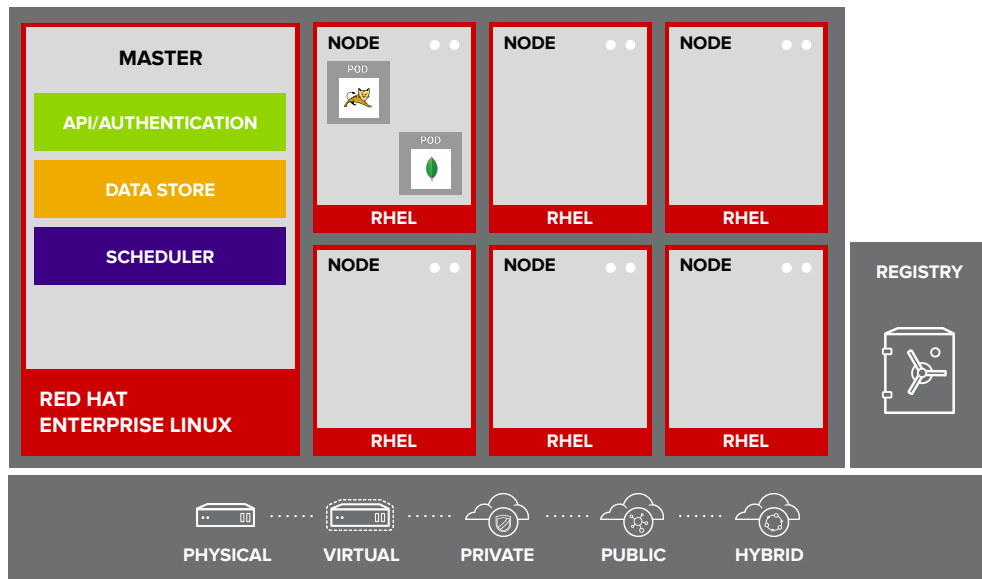 MASTER
API/AUTHENTICATION
DATA STORE
SCHEDULER
RED HAT
ENTERPRISE LINUX
NODE
POD
POD
RHEL
NODE
RHEL
NODE
RHEL
NODE
RHEL
NODE
RHEL
NODE
RHEL
REGISTRY
PHYSICAL
VIRTUAL
PRIVATE
PUBLIC
HYBRID